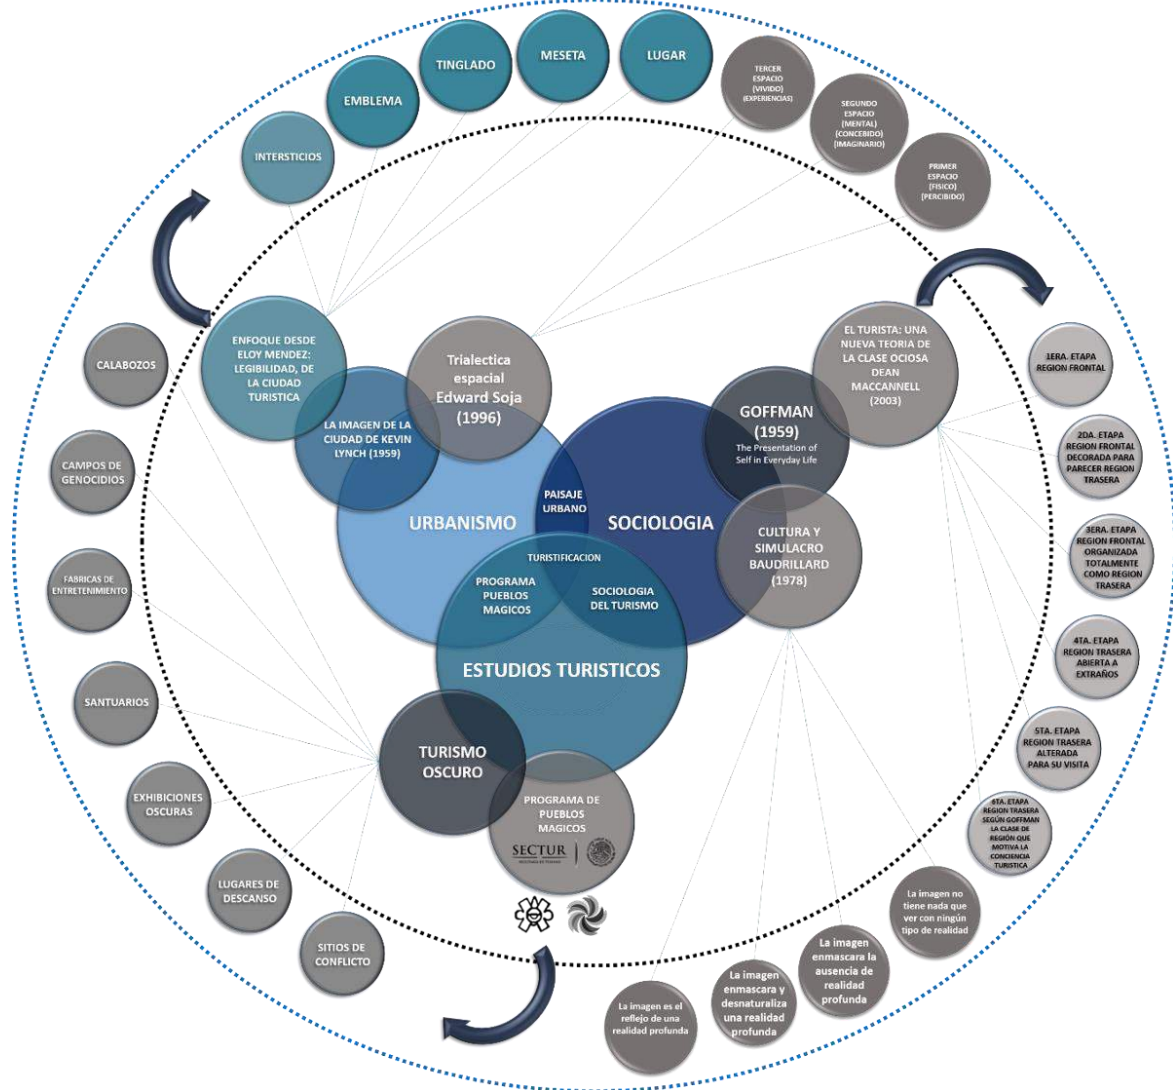 TINGLADO
MESETA
LUGAR
EMBLEMA
INTERSTICIOS
TERCER
ESPACIO
(VIVIDO)
(EXPERIENCIAS)
SEGUNDO
ESPACIO
(MENTAL)
(CONCEBIDO)
(IMAGINARIO)
PRIMER
ESPACIO
(FISICO)
(PERCIBIDO)
ENFOQUE DESDE
ELOY MENDEZ:
LEGIBILIDAD, DE
LA CIUDAD
TURISTICA
LA IMAGEN DE LA
CIUDAD DE KEVIN
LYNCH (1959)
Trialectica
espacial
Edward Soja
(1996)
GOFFMAN
(1959)
The Presentation of
Self in Everyday Life
EL TURISTA: UNA
NUEVA TEORIA DE
LA CLASE OCIOSA
DEAN
MACCANNELL
(2003)
CULTURA Y
SIMULACRO
BAUDRILLARD
(1978)
URBANISMO
PAISAJE
URBANO
SOCIOLOGIA
TURISTIFICACION
PROGRAMA
PUEBLOS
MAGICOS
SOCIOLOGIA
DEL TURISMO
ESTUDIOS TURISTICOS
TURISMO
OSCURO
PROGRAMA DE
PUEBLOS
MAGICOS
SECTUR
CALABOZOS
CAMPOS DE
GENOCIDIOS
FABRICAS DE
ENTRETENIMIENTO
SANTUARIOS
EXHIBICIONES
OSCURAS
LUGARES DE
DESCANSO
SITIOS DE
CONFLICTO
1ERA. ETAPA
REGION FRONTAL
2DA. ETAPA
REGION FRONTAL
DECORADA PARA
PARECER REGION
TRASERA
3ERA. ETAPA
REGION FRONTAL
ORGANIZADA
TOTALMENTE
COMO REGION
TRASERA
4TA. ETAPA
REGION TRASERA
ABIERTA A
EXTRAÑOS
5TA. ETAPA
REGION TRASERA
ALTERADA
PARA SU VISITA
6TA. ETAPA
REGION TRASERA
SEGÚN GOFFMAN
LA CLASE DE
REGIÓN QUE
MOTIVA LA
CONCIENCIA
TURISTICA
La imagen no
tiene nada que
ver con ningún
tipo de realidad
La imagen
enmascara la
ausencia de
realidad
profunda
La imagen
enmascara y
desnaturaliza
una realidad
profunda
La imagen es el
reflejo de una
realidad profunda